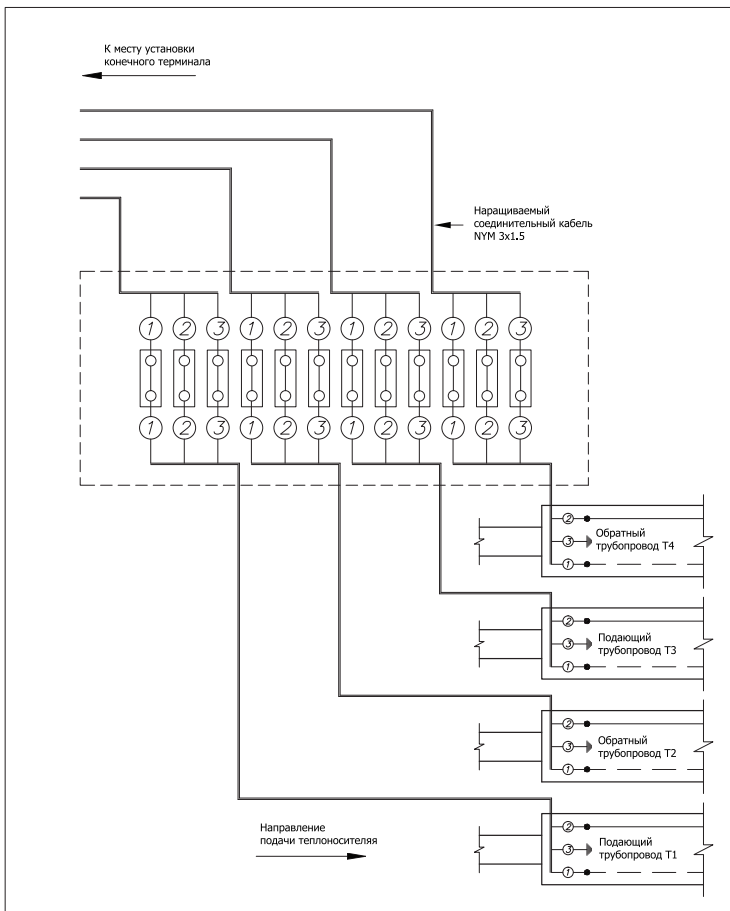 К месту установки
конечного терминала
Наращиваемый
соединительный кабель
NYM 3x1.5
1 2 3 1 2 3 1 2 3 1 2 3
1 2 3 1 2 3 1 2 3 1 2 3
2
3
1
Обратный
трубопровод Т4
2
3
1
Подающий
трубопровод Т3
2
3
1
Обратный
трубопровод Т2
2
3
1
Подающий
трубопровод Т1
Направление
подачи теплоносителяя